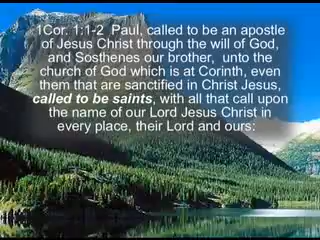 1Cor. 1:1-2  Paul, called to be an apostle
of Jesus Christ through the will of God,
and Sosthenes our brother,  unto the
church of God which is at Corinth, even
them that are sanctified in Christ Jesus,
called to be saints, with all that call upon
the name of our Lord Jesus Christ in
every place, their Lord and ours: